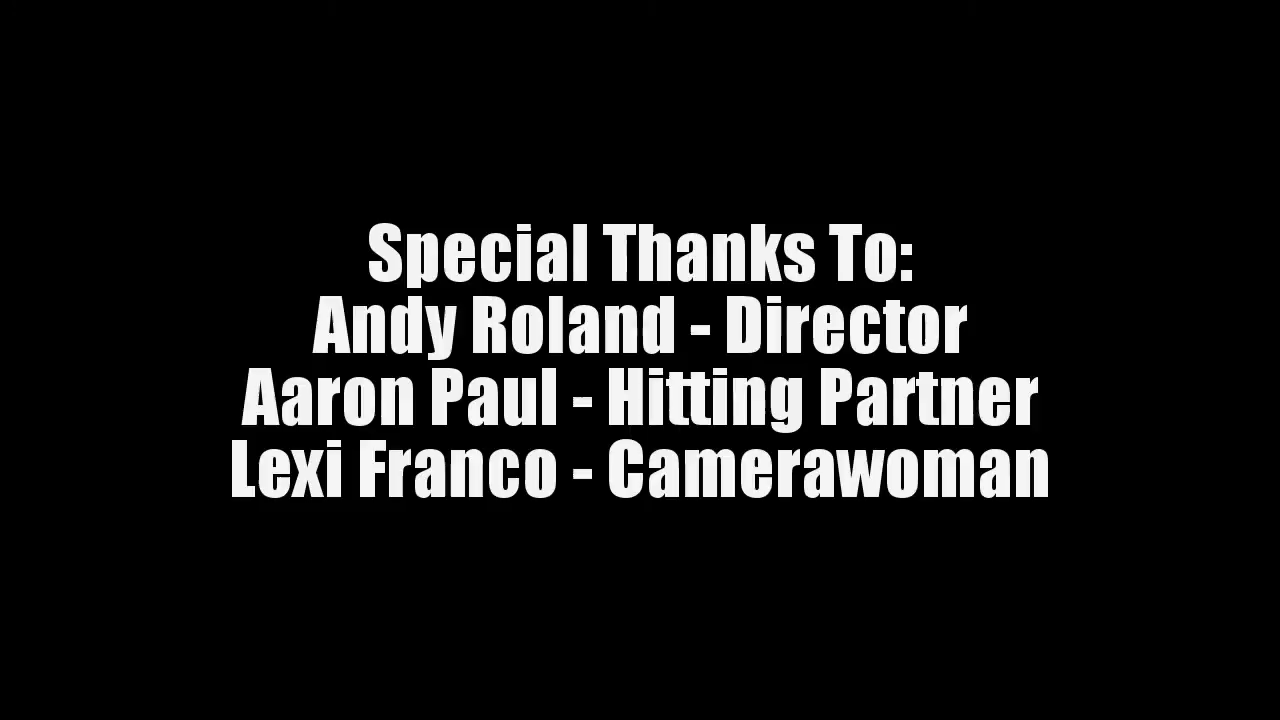 Special Thanks To:
Andy Roland - Director
Aaron Paul - Hitting Partner
Lexi Franco - Camerawoman